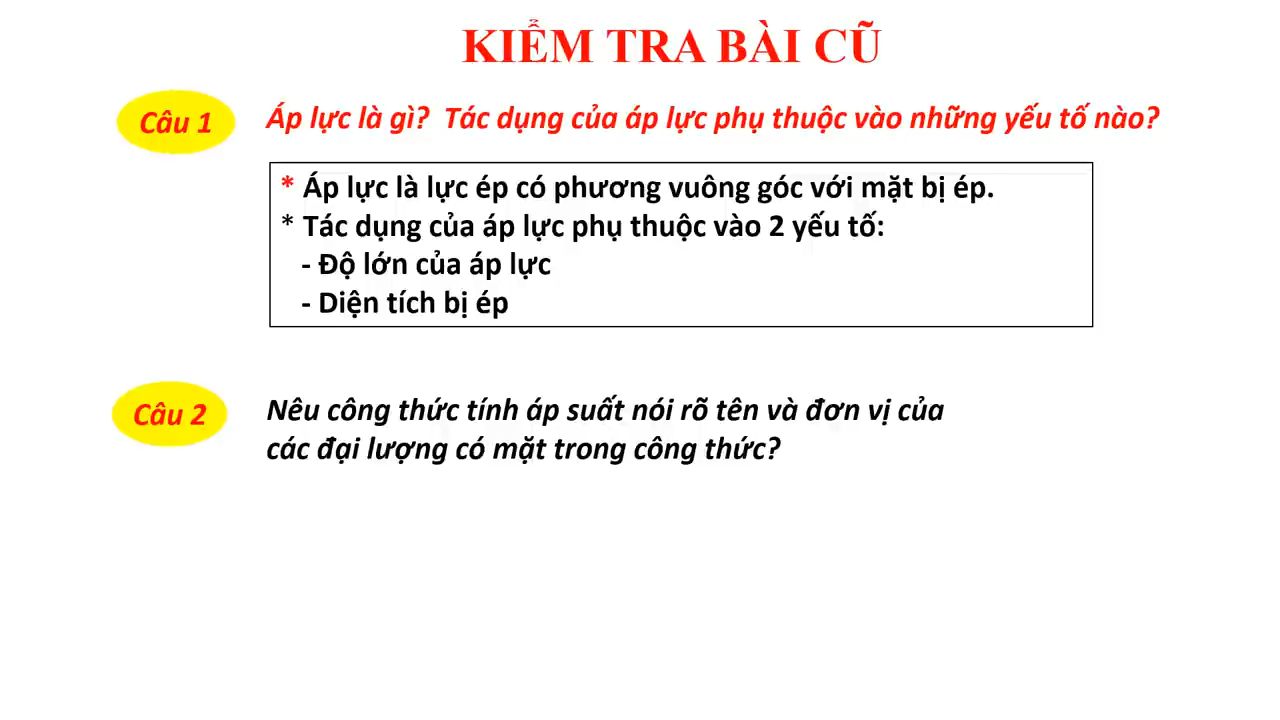 KIỂM TRA BÀI CŨ
Câu 1
Áp lực là gì? Tác dụng của áp lực phụ thuộc vào những yếu tố nào?
* Áp lực là lực ép có phương vuông góc với mặt bị ép.
* Tác dụng của áp lực phụ thuộc vào 2 yếu tố:
- Độ lớn của áp lực
- Diện tích bị ép
Câu 2
Nêu công thức tính áp suất nói rõ tên và đơn vị của
các đại lượng có mặt trong công thức?